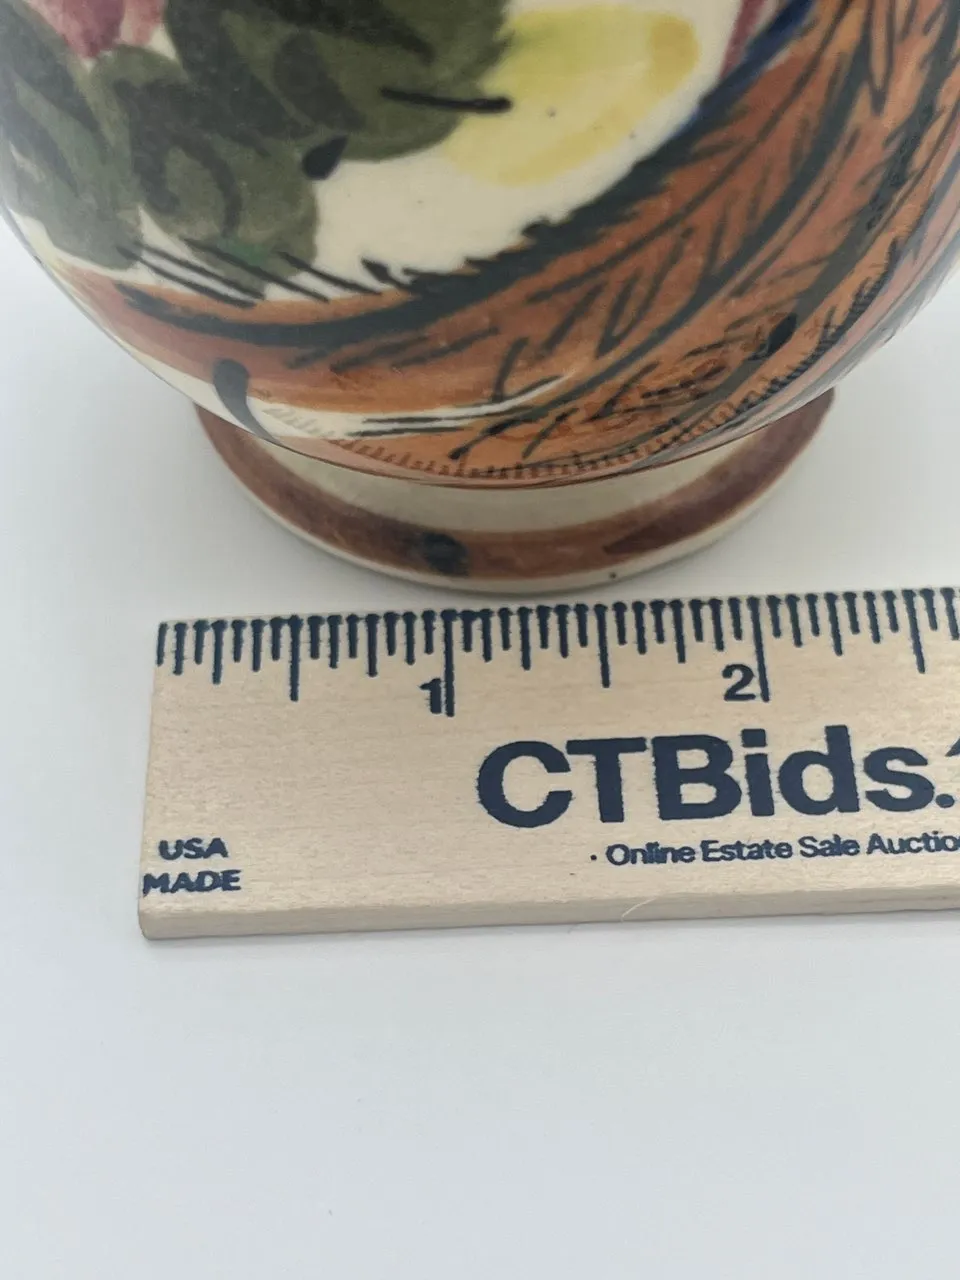 1 2
CTBids.
· Online Estate Sale Auctio
USA
MADE